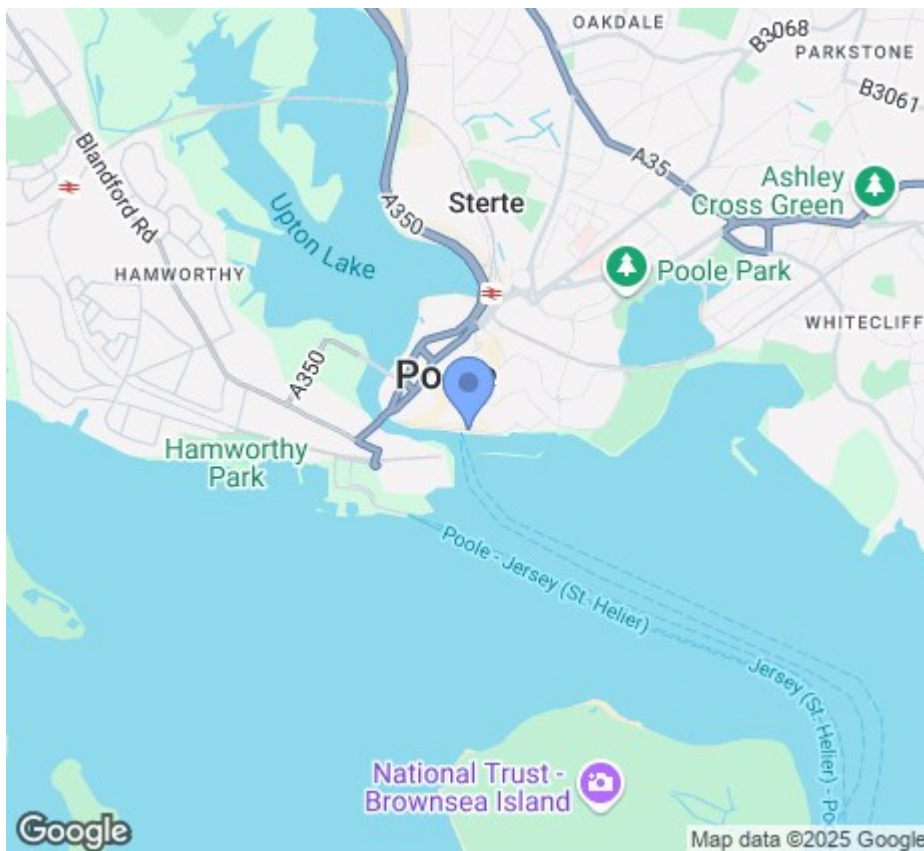 OAKDALE
B3068
PARKSTONE
B3061
Blandford Rd
A35
Ashley
Cross Green
A350
Sterte
Upton Lake
Poole Park
HAMWORTHY
WHITECLIFF
A350
Hamworthy
Park
Poole - Jersey (St. Helier)
Jersey (St. Helier) - Poo
National Trust -
Brownsea Island
Google
Map data ©2025 Google